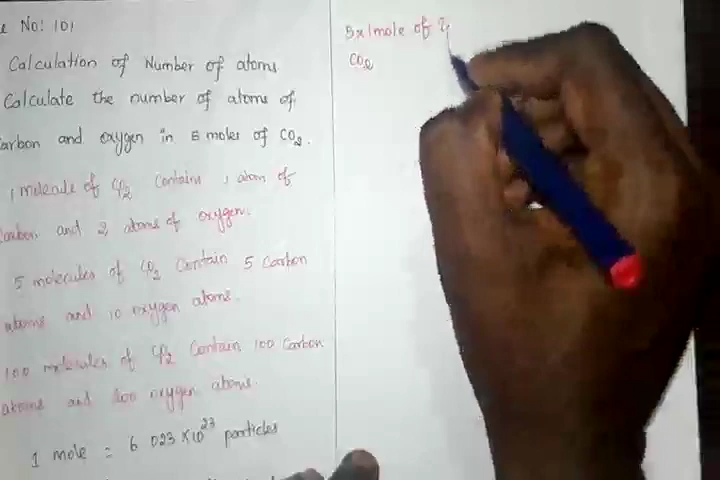 e No: 101
Calculation of Number of atoms
Calculate the number of atoms of
carbon and oxygen in 5 moles of CO2.
1 molecule of CO2 contains 1 atom of
carbon and 2 atoms of oxygen.
5 molecules of CO2 contain 5 carbon
atoms and 10 oxygen atoms.
100 molecules of CO2 contain 100 carbon
atoms and 200 oxygen atoms.
1 mole = 6 023 × 10^23 particles
5x1mole of
CO2